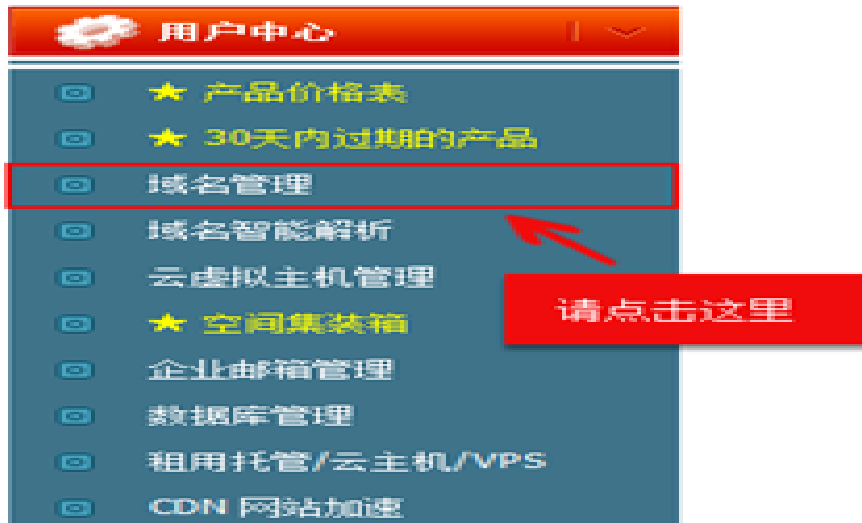 用户中心
★ 产品价格表
★ 30天内过期的产品
域名管理
域名智能解析
云虚拟主机管理
请点击这里
★ 空间集装箱
企业邮箱管理
数据库管理
租用托管/云主机/VPS
CDN 网站加速